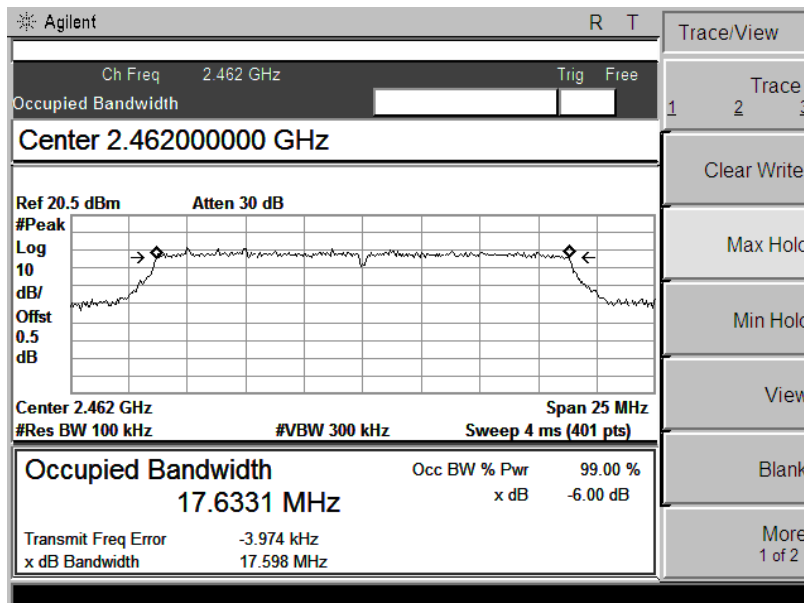 Agilent R T
Ch Freq 2.462 GHz Trig Free
Occupied Bandwidth
Center 2.462000000 GHz
Ref 20.5 dBm Atten 30 dB
#Peak
Log
10
dB/
Offst
0.5
dB
Center 2.462 GHz Span 25 MHz
#Res BW 100 kHz #VBW 300 kHz Sweep 4 ms (401 pts)
Occupied Bandwidth
17.6331 MHz
Occ BW % Pwr 99.00 %
x dB -6.00 dB
Transmit Freq Error -3.974 kHz
x dB Bandwidth 17.598 MHz
Trace/View
Trace
1 2
Clear Write
Max Hold
Min Hold
View
Blank
More
1 of 2